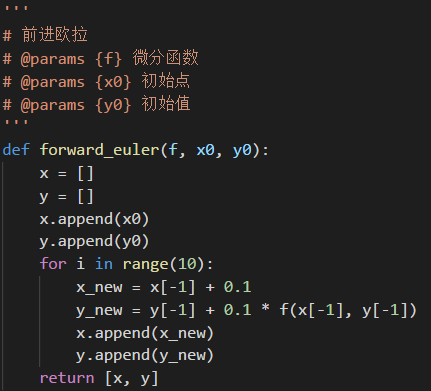 '''
# 前进欧拉
# @params {f} 微分函数
# @params {x0} 初始点
# @params {y0} 初始值
'''
def forward_euler(f, x0, y0):
    x = []
    y = []
    x.append(x0)
    y.append(y0)
    for i in range(10):
        x_new = x[-1] + 0.1
        y_new = y[-1] + 0.1 * f(x[-1], y[-1])
        x.append(x_new)
        y.append(y_new)
    return [x, y]